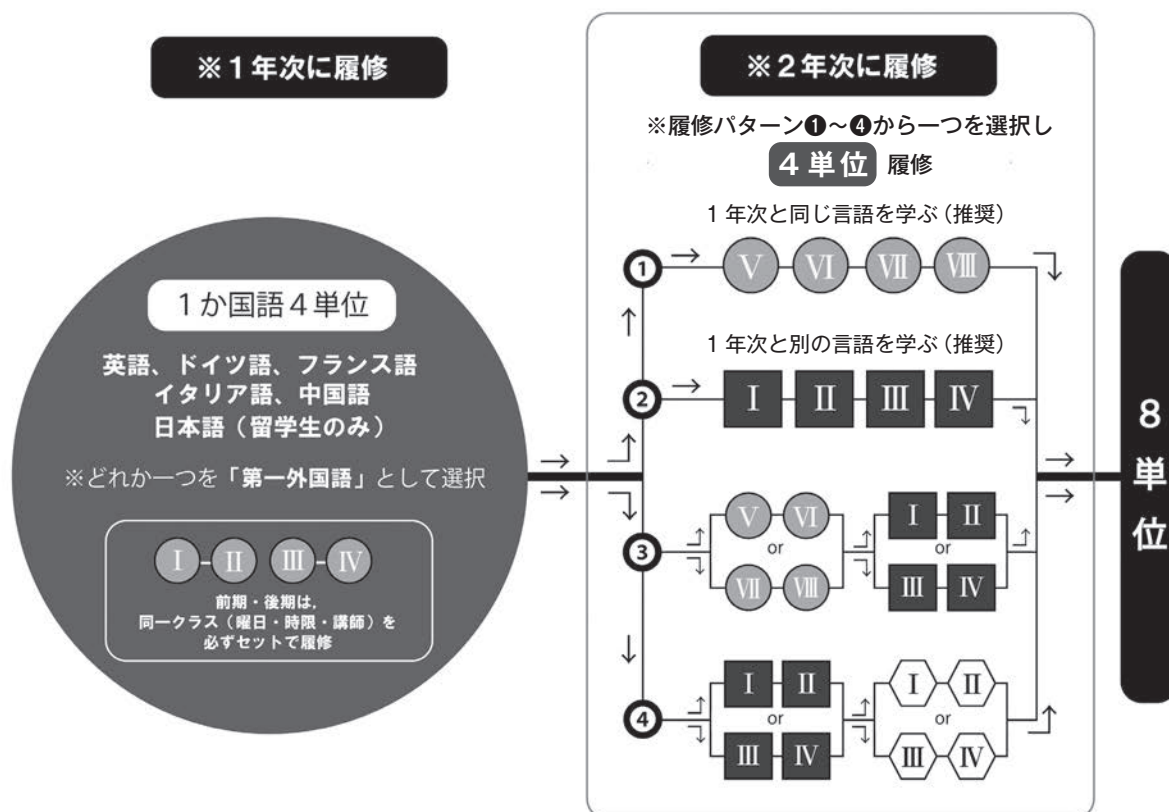 ※１年次に履修
１か国語４単位
英語、ドイツ語、フランス語
イタリア語、中国語
日本語（留学生のみ）
※どれか一つを「第一外国語」として選択
Ⅰ-Ⅱ Ⅲ-Ⅳ
前期・後期は，
同一クラス（曜日・時限・講師）を
必ずセットで履修
※２年次に履修
※履修パターン❶～❹から一つを選択し
４単位 履修
１年次と同じ言語を学ぶ（推奨）
1 → Ⅴ Ⅵ Ⅶ Ⅷ
１年次と別の言語を学ぶ（推奨）
2 → Ⅰ Ⅱ Ⅲ Ⅳ
3
Ⅴ Ⅵ
or
Ⅶ Ⅷ
Ⅰ Ⅱ
or
Ⅲ Ⅳ
4
Ⅰ Ⅱ
or
Ⅲ Ⅳ
Ⅰ Ⅱ
or
Ⅲ Ⅳ
８単位